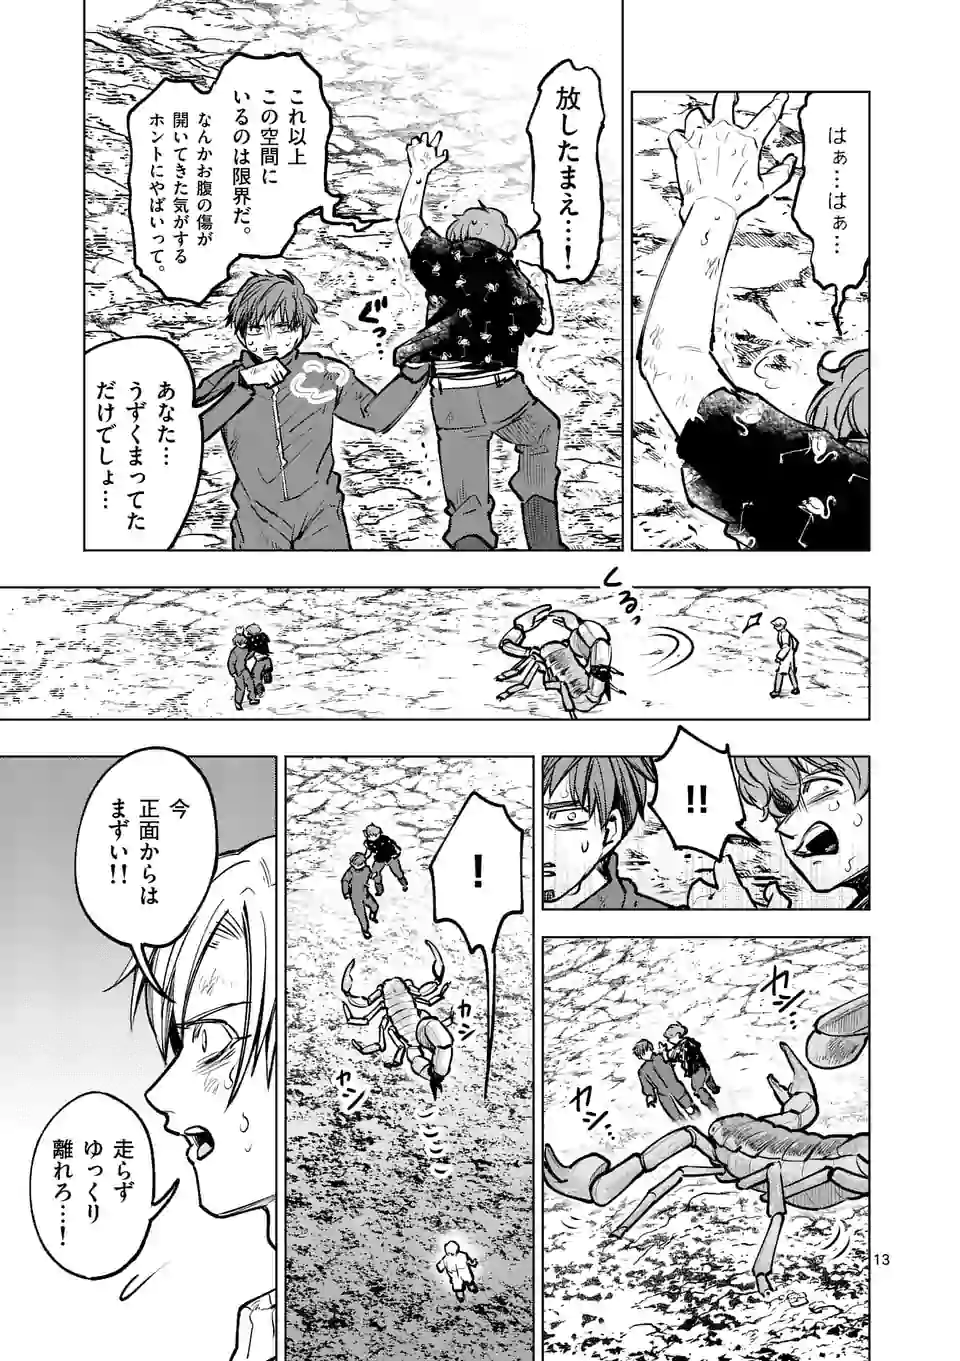 はぁ…はぁ…
放したまえ…！
これ以上
この空間に
いるのは限界だ。
なんかお腹の傷が
開いてきた気がする
ホントにやばいって。
ぐっ
あなた…
うずくまってた
だけでしょ…
くるっ
!!
！
カシ
カシ
カシ
カシ
今
正面からは
まずい!!
走らず
ゆっくり
離れろ…！
13